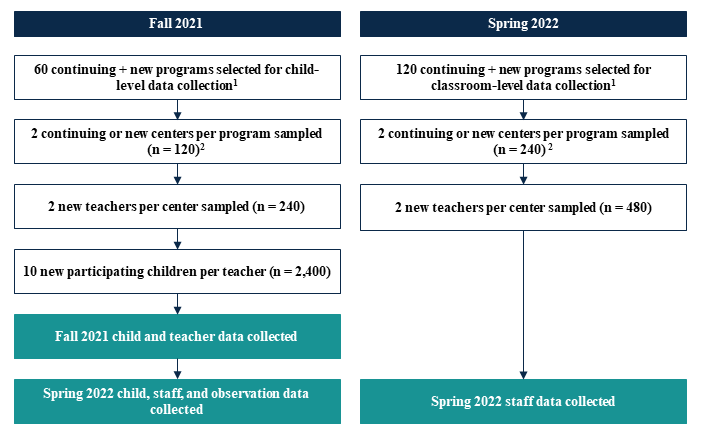 Fall 2021
60 continuing + new programs selected for child-
level data collection¹
2 continuing or new centers per program sampled
(n = 120)²
2 new teachers per center sampled (n = 240)
10 new participating children per teacher (n = 2,400)
Fall 2021 child and teacher data collected
Spring 2022 child, staff, and observation data
collected
Spring 2022
120 continuing + new programs selected for
classroom-level data collection¹
2 continuing or new centers per program sampled
(n = 240) ²
2 new teachers per center sampled (n = 480)
Spring 2022 staff data collected